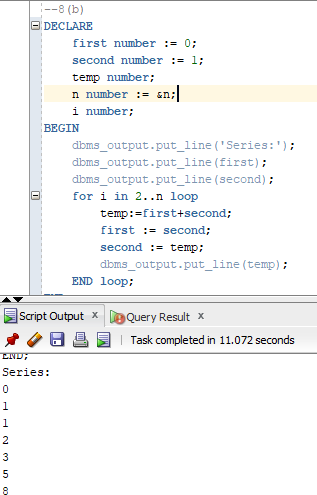 --8(b)
DECLARE
first number := 0;
second number := 1;
temp number;
n number := &n;
i number;
BEGIN
dbms_output.put_line('Series:');
dbms_output.put_line(first);
dbms_output.put_line(second);
for i in 2..n loop
temp:=first+second;
first := second;
second := temp;
dbms_output.put_line(temp);
END loop;
Script Output x Query Result x
Task completed in 11.072 seconds
END;
Series:
0
1
1
2
3
5
8